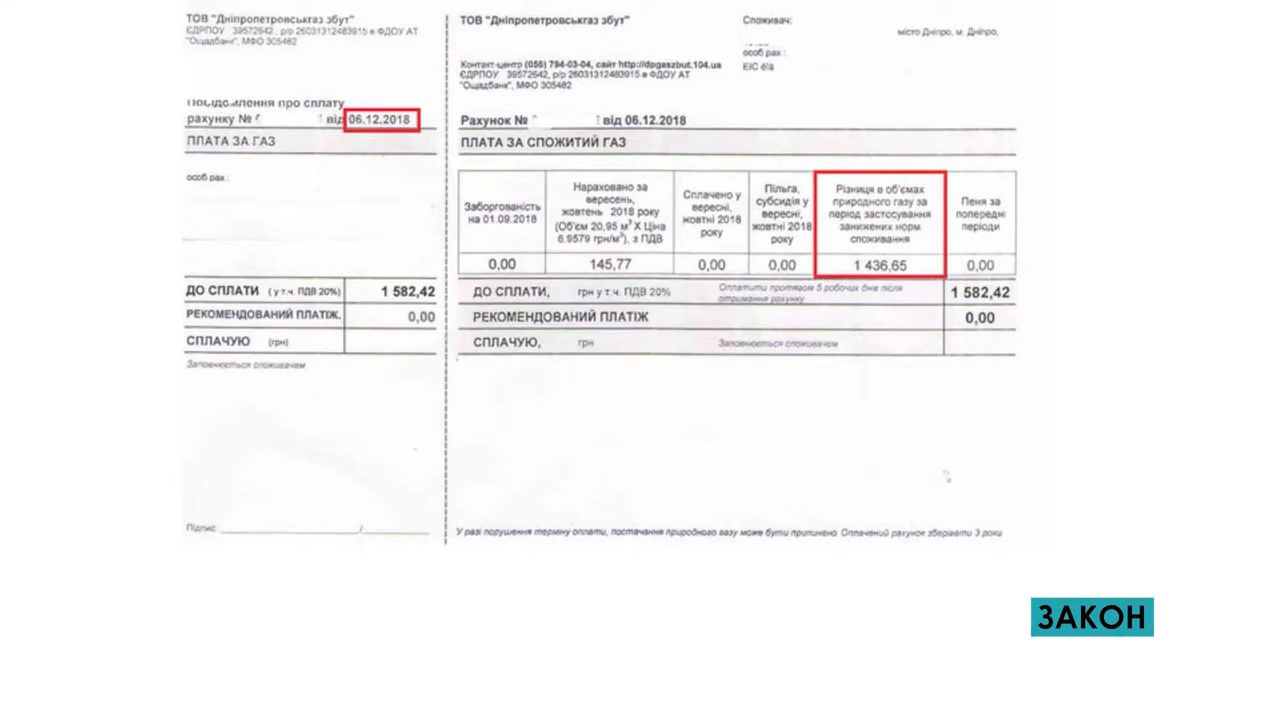 ТОВ "Дніпропетровськгаз збут"
ЄДРПОУ 39572642, р/р 26031312483915 в ФДОУ АТ
"Ощадбанк", МФО 305482
Повідомлення про сплату
рахунку № від 06.12.2018
ПЛАТА ЗА ГАЗ
особ рах.:
ДО СПЛАТИ ( у т.ч. ПДВ 20%) 1 582,42
РЕКОМЕНДОВАНИЙ ПЛАТІЖ. 0,00
СПЛАЧУЮ (грн)
Заповнюється споживачем
Підпис /
ТОВ "Дніпропетровськгаз збут"
Контакт-центр (056) 794-03-04, сайт http://dpgaszbut.104.ua
ЄДРПОУ 39572642, р/р 26031312483915 в ФДОУ АТ
"Ощадбанк", МФО 305482
Споживач:
місто Дніпро, м. Дніпро,
особ рах.:
Рахунок № від 06.12.2018
ПЛАТА ЗА СПОЖИТИЙ ГАЗ
Заборгованість
на 01.09.2018
0,00
Нараховано за
вересень,
жовтень 2018 року
(Об'єм 20,95 м³ X Ціна
6.9579 грн/м³), з ПДВ
145,77
Сплачено у
вересні,
жовтні 2018
року
0,00
Пільга,
субсидія у
вересні,
жовтні 2018
року
0,00
Різниця в об'ємах
природного газу за
період застосування
занижених норм
споживання
1 436,65
Пеня за
попередні
періоди
0,00
ДО СПЛАТИ, грн у т.ч. ПДВ 20% Оплатити протягом 5 робочих днів після
отримання рахунку 1 582,42
РЕКОМЕНДОВАНИЙ ПЛАТІЖ 0,00
СПЛАЧУЮ, грн Заповнюється споживачем
У разі порушення терміну оплати, постачання природного газу може бути припинено Оплачений рахунок зберігати 3 роки
ЗАКОН